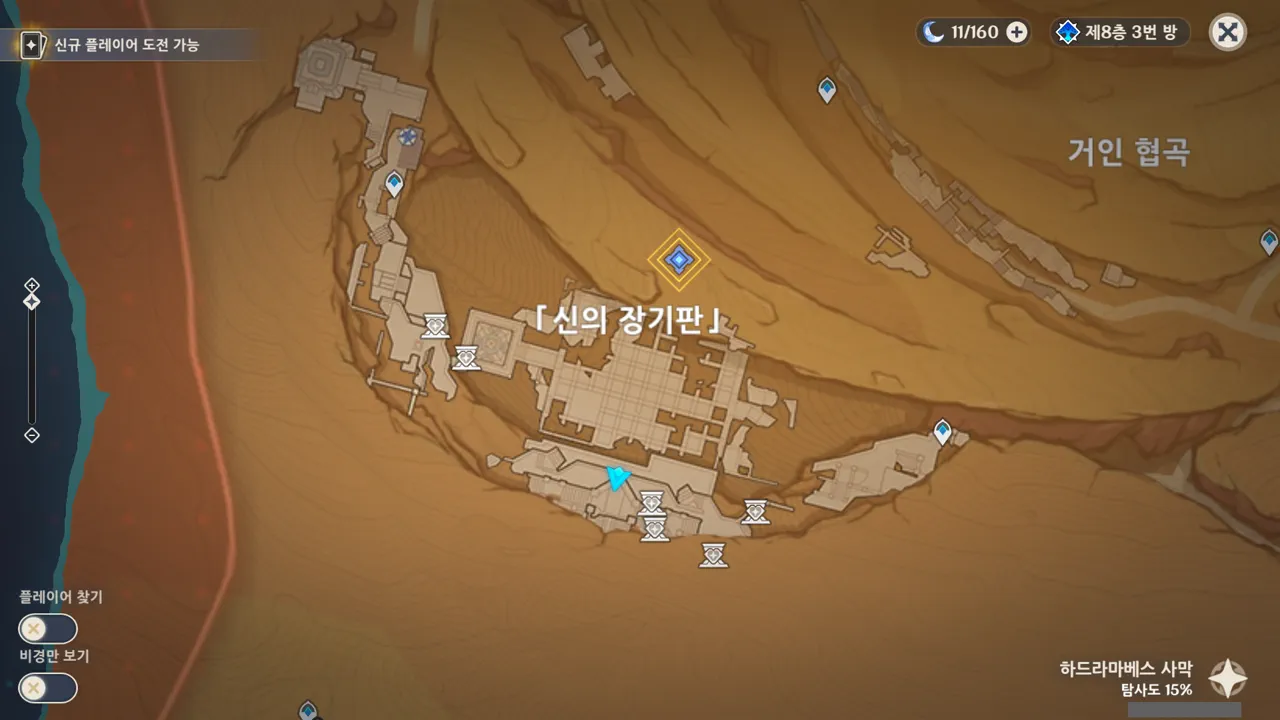 신규 플레이어 도전 가능
11/160
제8층 3번 방
거인 협곡
「신의 장기판」
플레이어 찾기
비경만 보기
하드라마베스 사막
탐사도 15%